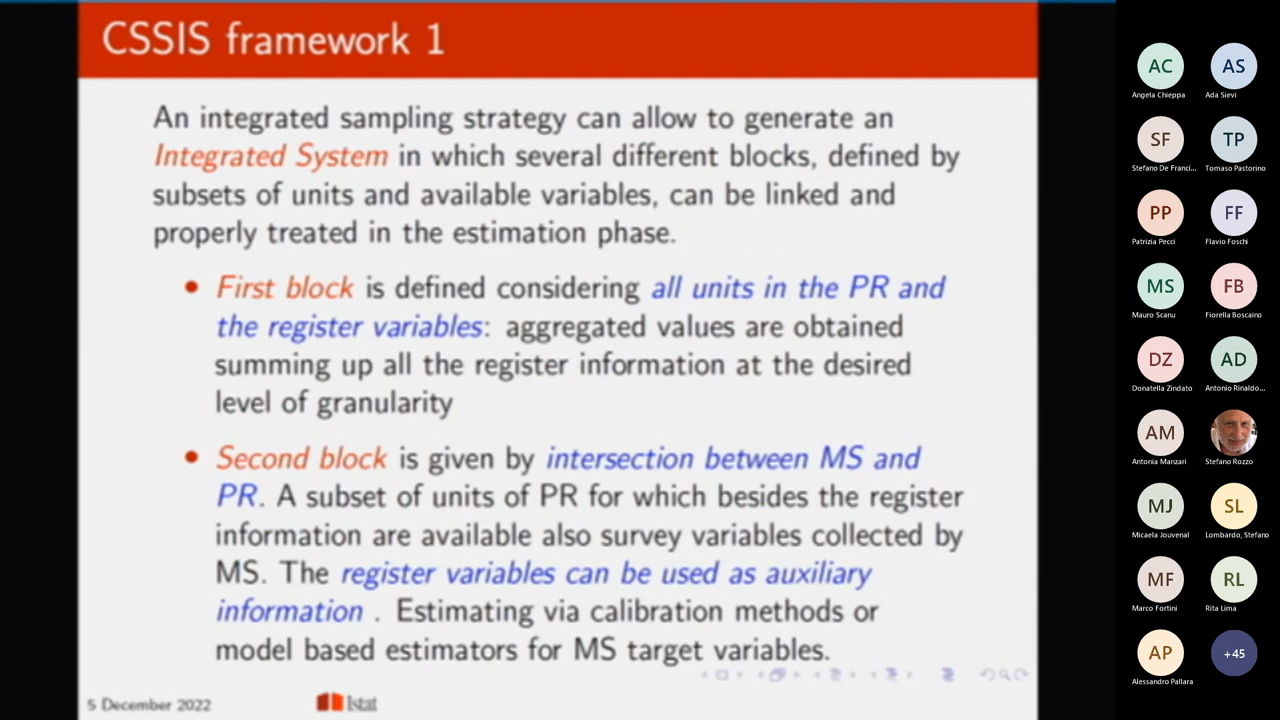 CSSIS framework 1
An integrated sampling strategy can allow to generate an
Integrated System in which several different blocks, defined by
subsets of units and available variables, can be linked and
properly treated in the estimation phase.
• First block is defined considering all units in the PR and
the register variables: aggregated values are obtained
summing up all the register information at the desired
level of granularity
• Second block is given by intersection between MS and
PR. A subset of units of PR for which besides the register
information are available also survey variables collected by
MS. The register variables can be used as auxiliary
information . Estimating via calibration methods or
model based estimators for MS target variables.
5 December 2022
Istat
AC AS
Angela Chieppa Ada Sievi
SF TP
Stefano De Franci... Tomaso Pastorino
PP FF
Patrizia Pecci Flavio Foschi
MS FB
Mauro Scanu Fiorella Boscaino
DZ AD
Donatella Zindato Antonio Rinaldo...
AM
Antonia Manzari Stefano Rozzo
MJ SL
Micaela Jouvenal Lombardo, Stefano
MF RL
Marco Fortini Rita Lima
AP +45
Alessandro Pallara